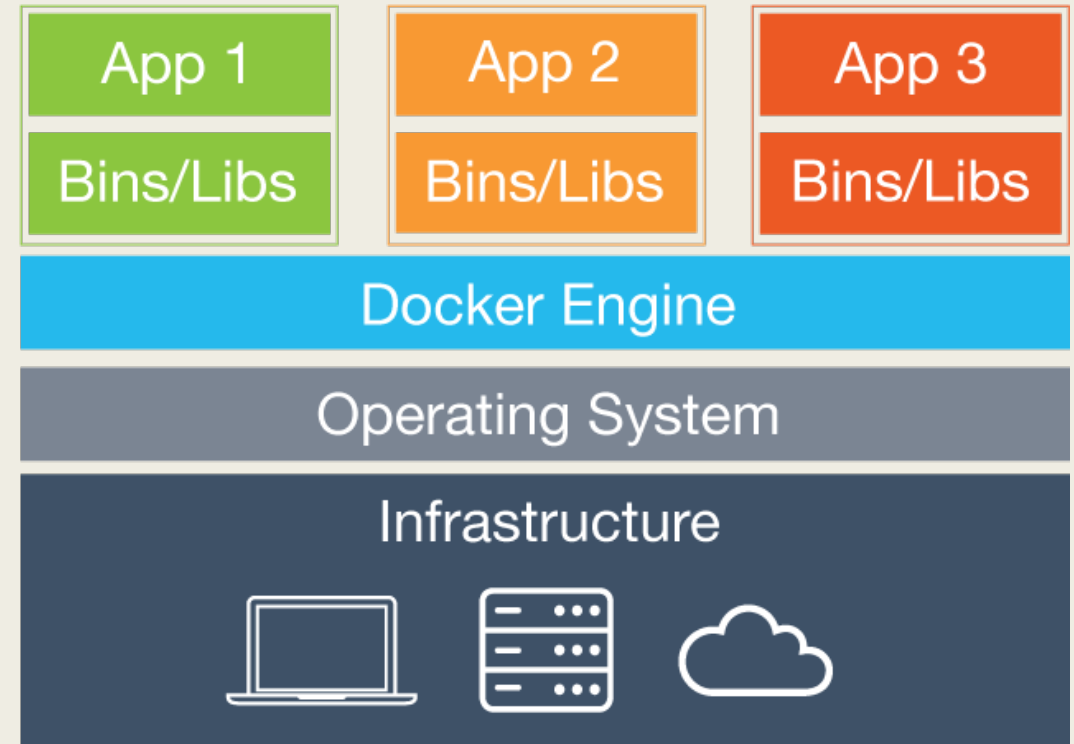 App 1
App 2
App 3
Bins/Libs
Bins/Libs
Bins/Libs
Docker Engine
Operating System
Infrastructure